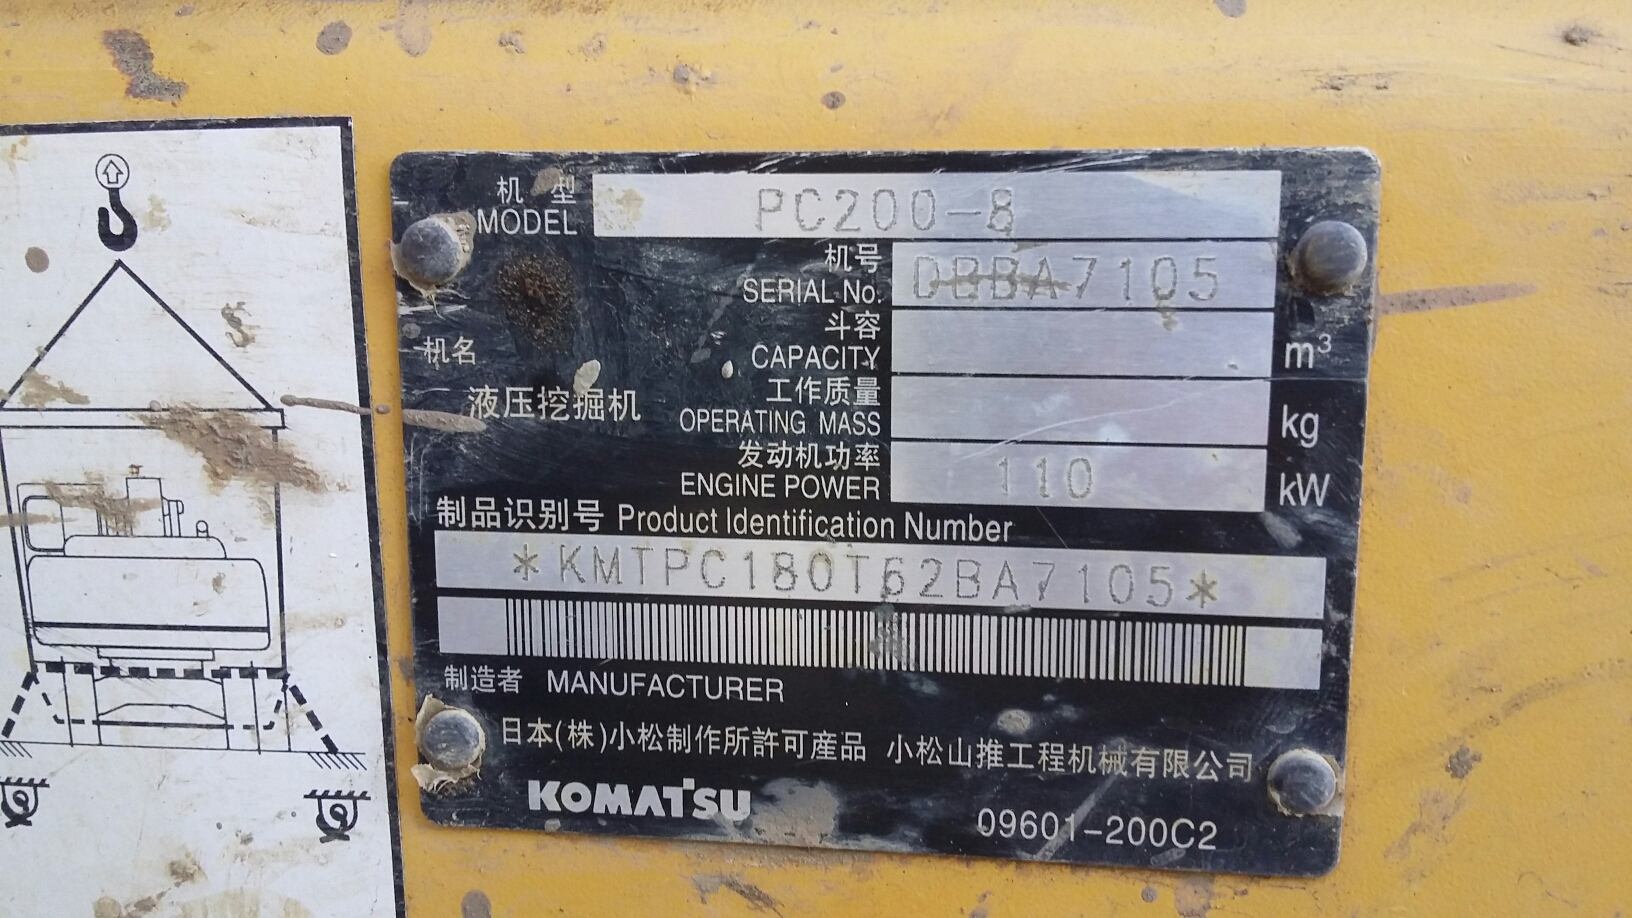 机 型
MODEL PC200-8
机号
SERIAL No. DBBA7105
斗容
CAPACITY m³
机名
液压挖掘机
工作质量
OPERATING MASS kg
发动机功率
ENGINE POWER 110 kW
制品识别号 Product Identification Number
*KMTPC180T62BA7105*
制造者 MANUFACTURER
日本(株)小松制作所許可産品 小松山推工程机械有限公司
KOMATSU
09601-200C2